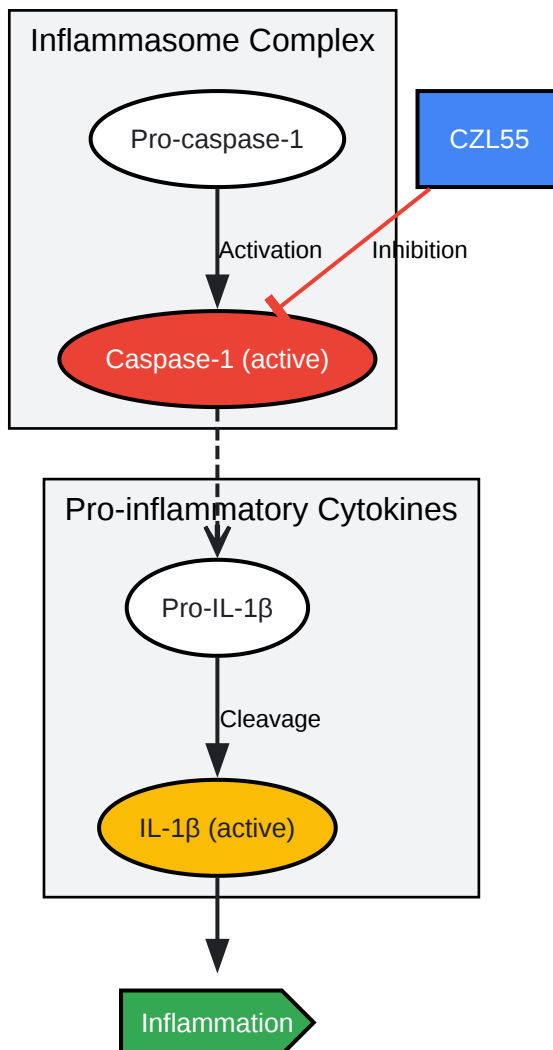 Inflammasome Complex
Pro-caspase-1
CZL55
Activation
Inhibition
Caspase-1 (active)
Pro-inflammatory Cytokines
Pro-IL-1β
Cleavage
IL-1β (active)
Inflammation